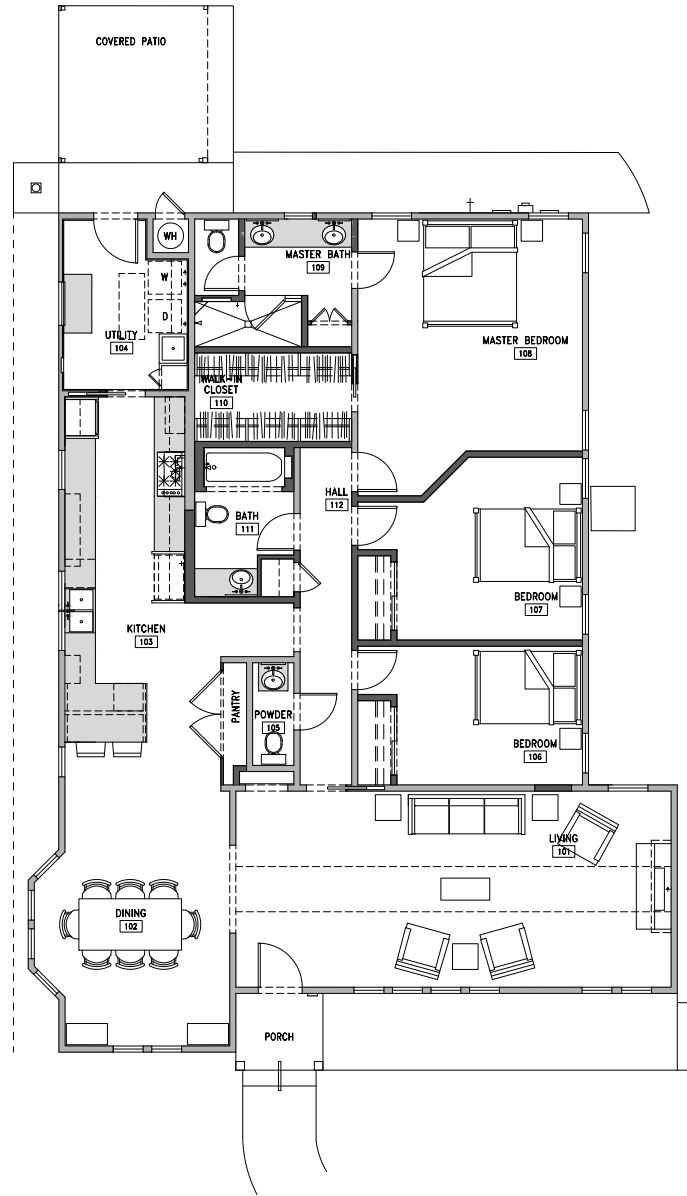 COVERED PATIO
WH
W
MASTER BATH
109
D
UTILITY
104
MASTER BEDROOM
108
WALK-IN
CLOSET
110
HALL
112
BATH
111
BEDROOM
107
KITCHEN
103
PANTRY
POWDER
105
BEDROOM
106
LIVING
101
DINING
102
PORCH